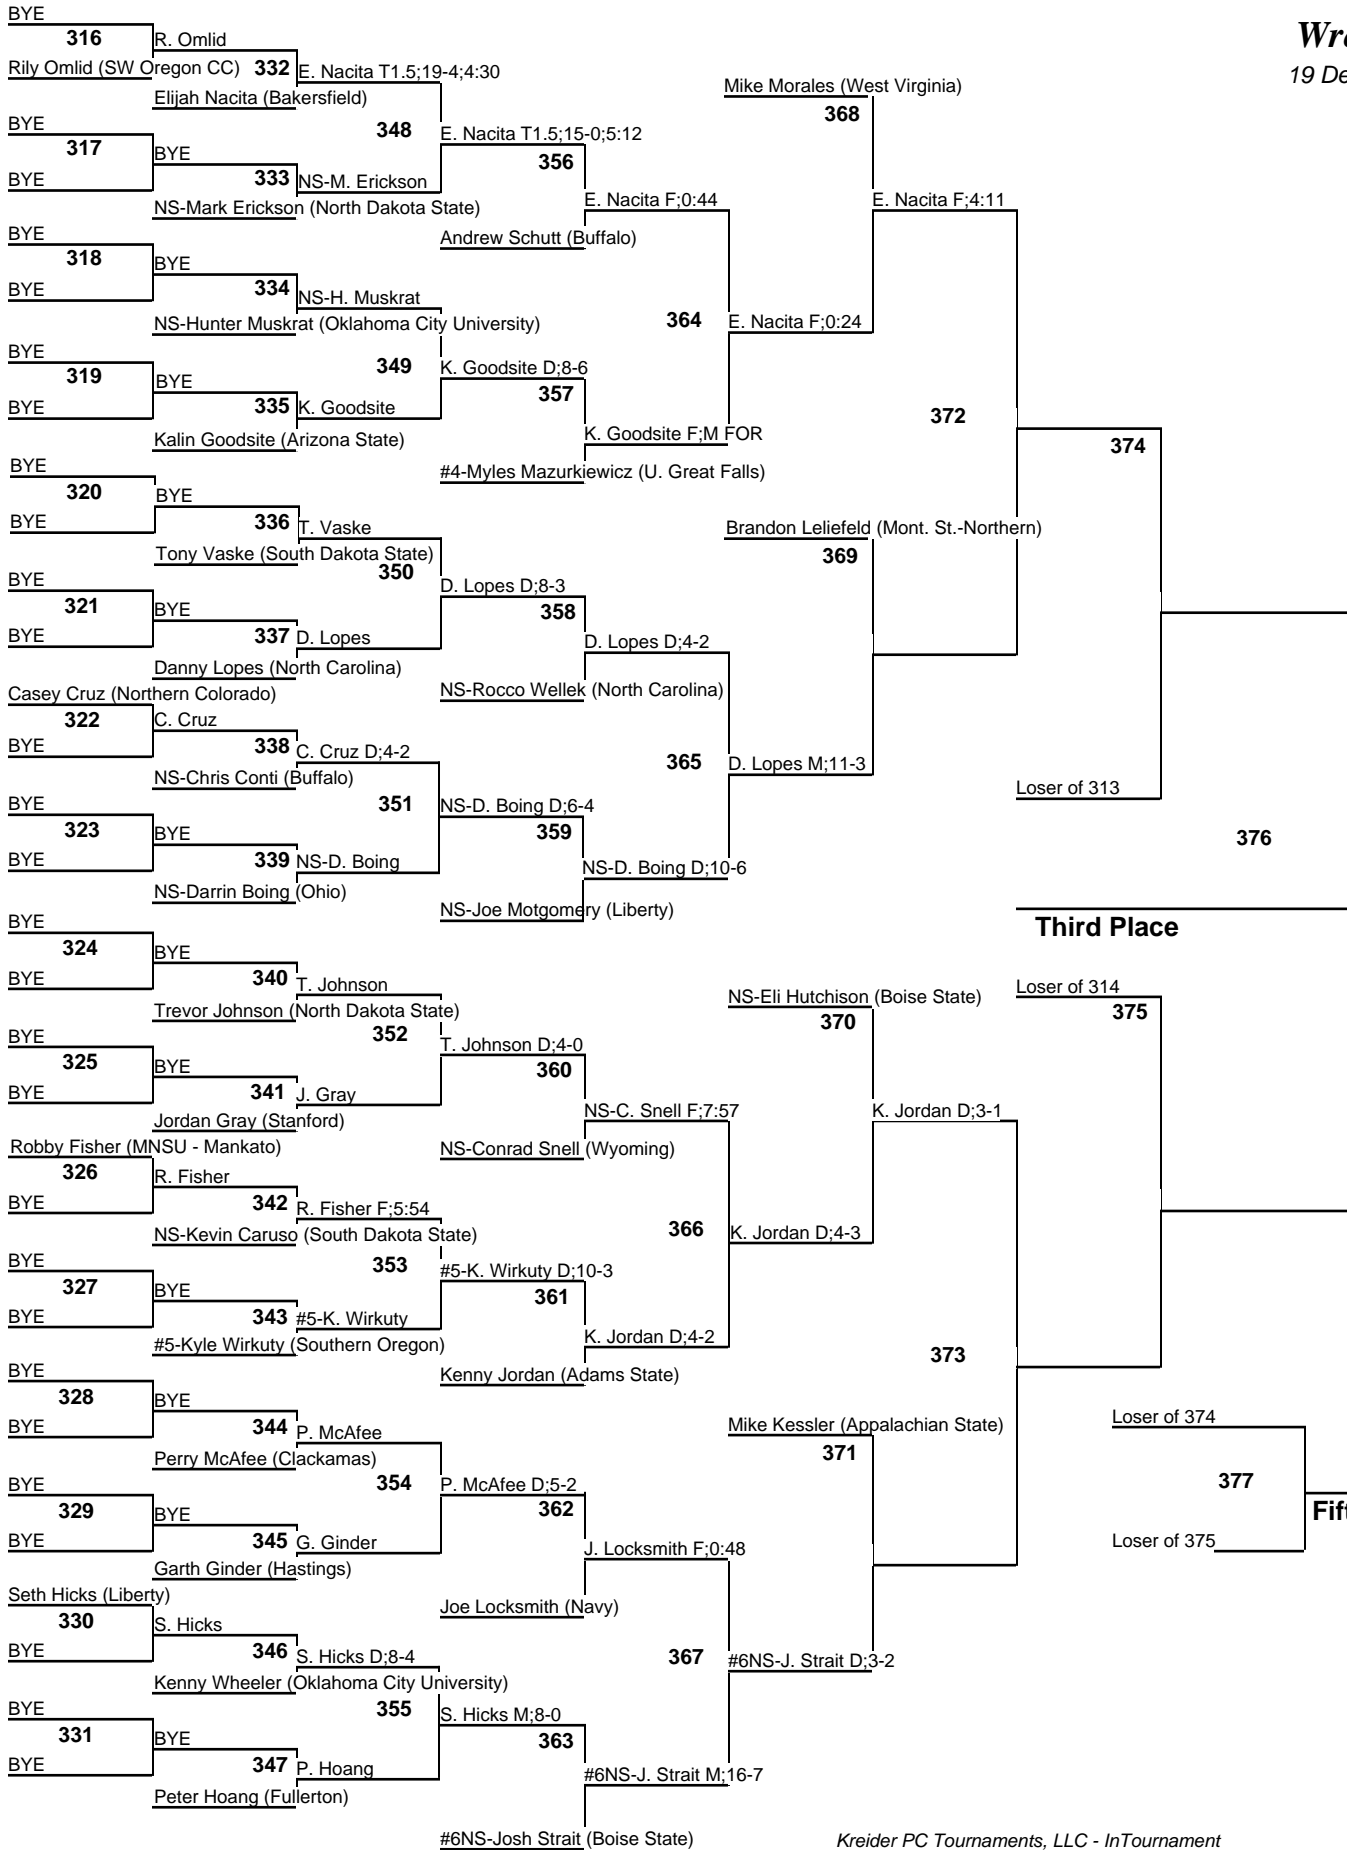 BYE
Wr
316
R. Omlid
Rily Omlid (SW Oregon CC)
332
E. Nacita T1.5;19-4;4:30
19 De
Mike Morales (West Virginia)
Elijah Nacita (Bakersfield)
368
BYE
348
E. Nacita T1.5;15-0;5:12
317
BYE
356
BYE
333
NS-M. Erickson
E. Nacita F;0:44
E. Nacita F;4:11
NS-Mark Erickson (North Dakota State)
BYE
Andrew Schutt (Buffalo)
318
BYE
BYE
334
NS-H. Muskrat
NS-Hunter Muskrat (Oklahoma City University)
364
E. Nacita F;0:24
BYE
349
K. Goodsite D;8-6
319
BYE
357
BYE
335
K. Goodsite
372
Kalin Goodsite (Arizona State)
K. Goodsite F;M FOR
374
BYE
#4-Myles Mazurkiewicz (U. Great Falls)
320
BYE
BYE
336
T. Vaske
Brandon Leliefeld (Mont. St.-Northern)
Tony Vaske (South Dakota State)
369
350
BYE
D. Lopes D;8-3
321
BYE
358
BYE
337
D. Lopes
D. Lopes D;4-2
Danny Lopes (North Carolina)
Casey Cruz (Northern Colorado)
NS-Rocco Wellek (North Carolina)
322
C. Cruz
BYE
338
C. Cruz D;4-2
365
D. Lopes M;11-3
NS-Chris Conti (Buffalo)
Loser of 313
BYE
351
NS-D. Boing D;6-4
323
BYE
359
376
BYE
339
NS-D. Boing
NS-D. Boing D;10-6
NS-Darrin Boing (Ohio)
NS-Joe Motgomery (Liberty)
BYE
Third Place
324
BYE
BYE
340
T. Johnson
NS-Eli Hutchison (Boise State)
Loser of 314
Trevor Johnson (North Dakota State)
370
375
BYE
352
T. Johnson D;4-0
325
BYE
360
BYE
341
J. Gray
NS-C. Snell F;7:57
K. Jordan D;3-1
Jordan Gray (Stanford)
Robby Fisher (MNSU - Mankato)
NS-Conrad Snell (Wyoming)
326
R. Fisher
BYE
342
R. Fisher F;5:54
366
K. Jordan D;4-3
NS-Kevin Caruso (South Dakota State)
BYE
353
#5-K. Wirkuty D;10-3
327
BYE
361
BYE
343
#5-K. Wirkuty
K. Jordan D;4-2
#5-Kyle Wirkuty (Southern Oregon)
373
BYE
Kenny Jordan (Adams State)
328
BYE
BYE
344
P. McAfee
Mike Kessler (Appalachian State)
Loser of 374
Perry McAfee (Clackamas)
371
BYE
354
P. McAfee D;5-2
377
329
BYE
362
Fif
BYE
345
G. Ginder
J. Locksmith F;0:48
Loser of 375
Garth Ginder (Hastings)
Seth Hicks (Liberty)
Joe Locksmith (Navy)
330
S. Hicks
BYE
346
S. Hicks D;8-4
367
#6NS-J. Strait D;3-2
Kenny Wheeler (Oklahoma City University)
BYE
355
S. Hicks M;8-0
331
BYE
363
BYE
347
P. Hoang
#6NS-J. Strait M;16-7
Peter Hoang (Fullerton)
#6NS-Josh Strait (Boise State)
Kreider PC Tournaments, LLC - InTournament